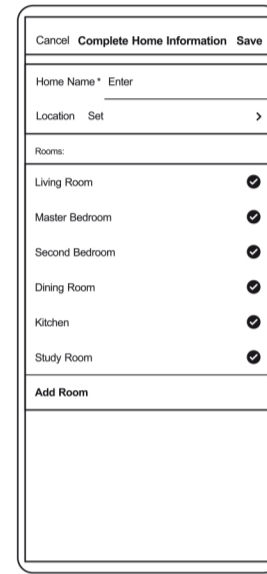 Cancel Complete Home Information Save
Home Name* Enter
Location Set
Rooms:
Living Room
Master Bedroom
Second Bedroom
Dining Room
Kitchen
Study Room
Add Room